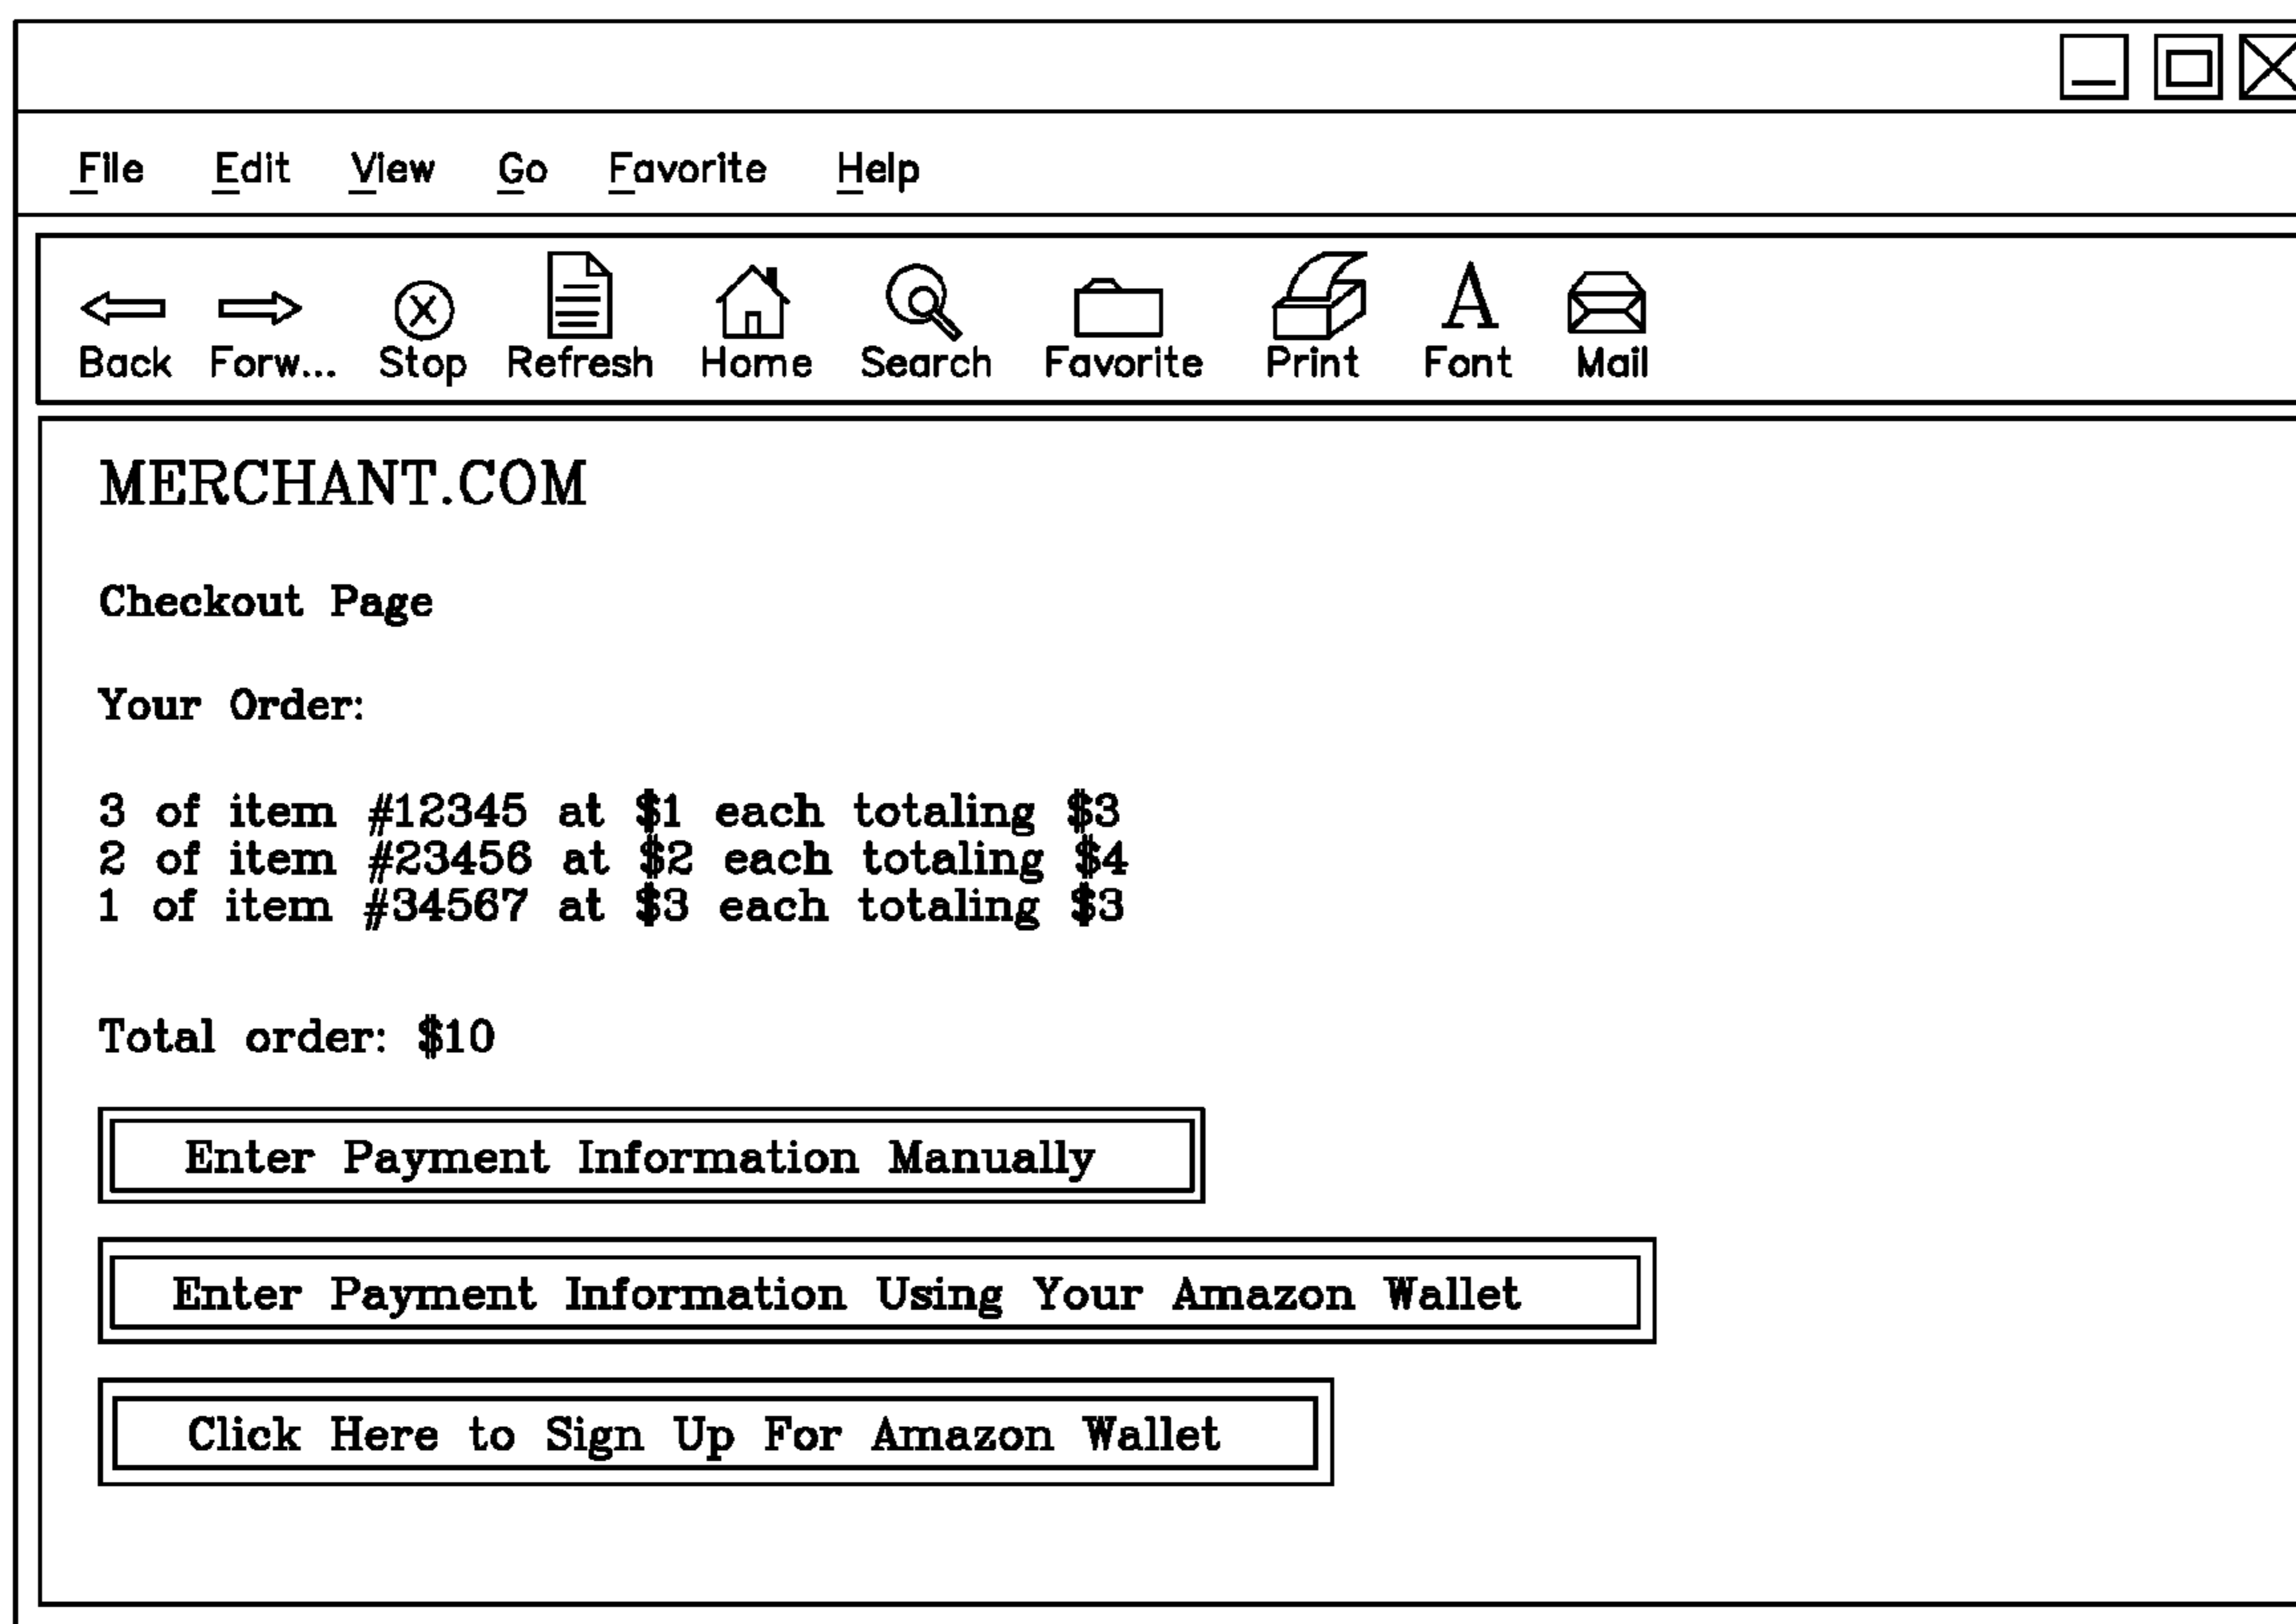 File Edit View Go Favorite Help
Back Forw... Stop Refresh Home Search Favorite Print Font Mail
MERCHANT.COM
Checkout Page
Your Order:
3 of item #12345 at $1 each totaling $3
2 of item #23456 at $2 each totaling $4
1 of item #34567 at $3 each totaling $3
Total order: $10
Enter Payment Information Manually
Enter Payment Information Using Your Amazon Wallet
Click Here to Sign Up For Amazon Wallet